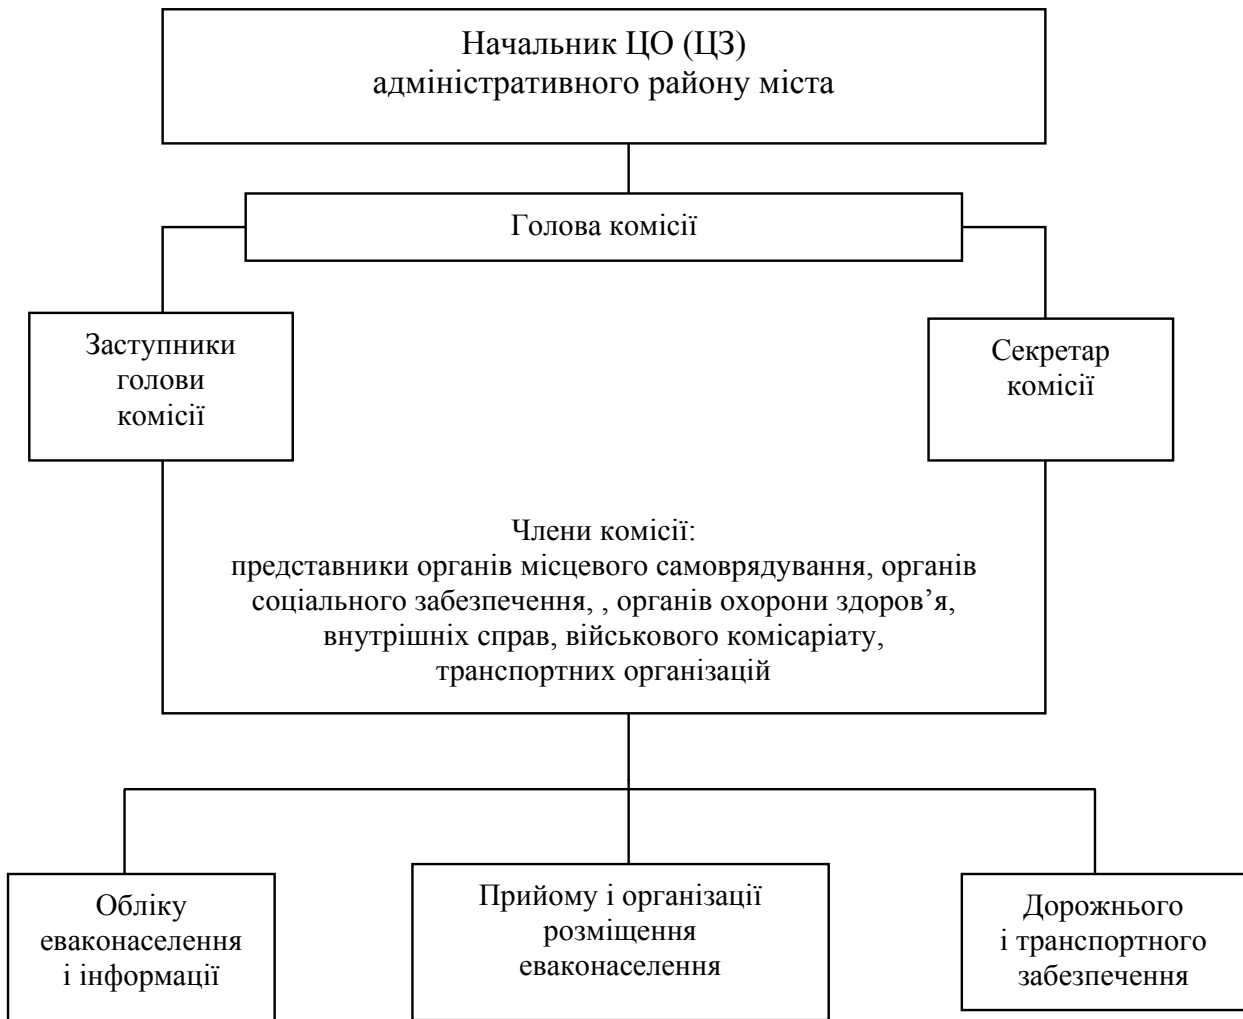 Начальник ЦО (ЦЗ)
адміністративного району міста
Голова комісії
Заступники
голови
комісії
Секретар
комісії
Члени комісії:
представники органів місцевого самоврядування, органів
соціального забезпечення, , органів охорони здоров’я,
внутрішніх справ, військового комісаріату,
транспортних організацій
Обліку
еваконаселення
і інформації
Прийому і організації
розміщення
еваконаселення
Дорожнього
і транспортного
забезпечення